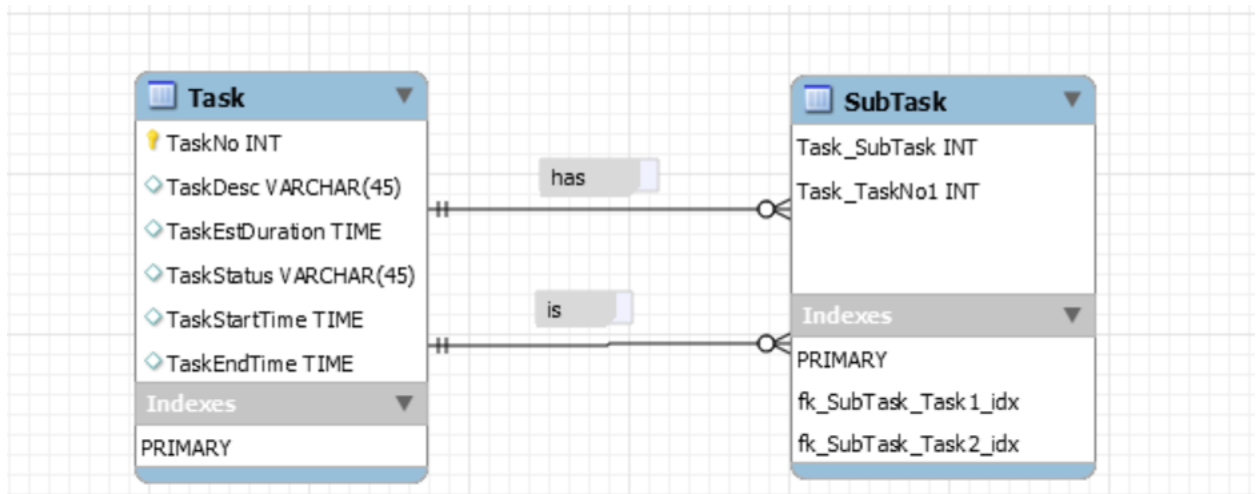 Task
TaskNo INT
TaskDesc VARCHAR(45)
TaskEstDuration TIME
TaskStatus VARCHAR(45)
TaskStartTime TIME
TaskEndTime TIME
Indexes
PRIMARY
has
is
SubTask
Task_SubTask INT
Task_TaskNo1 INT
Indexes
PRIMARY
fk_SubTask_Task1_idx
fk_SubTask_Task2_idx